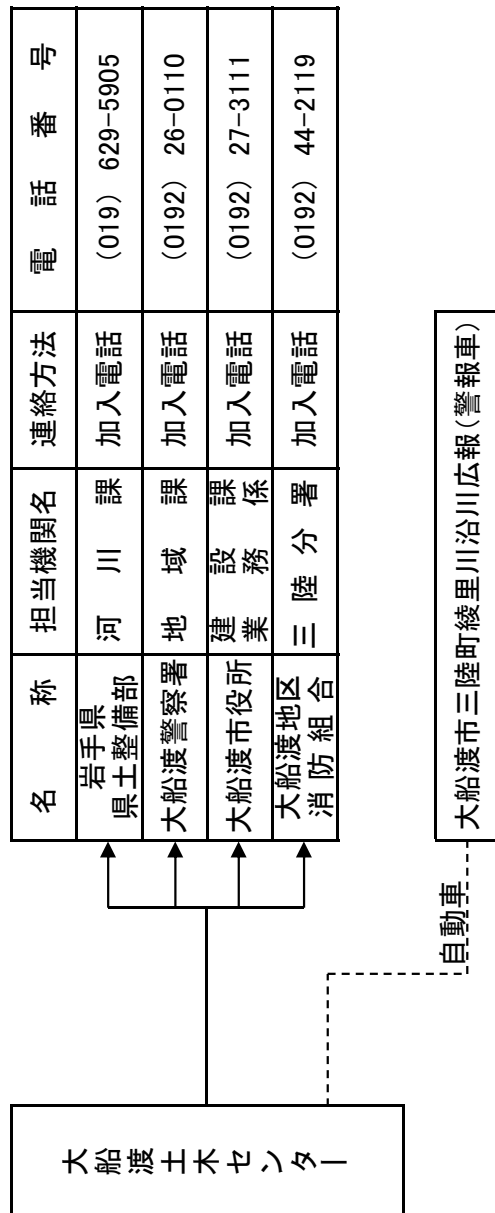 大船渡土木センター
名称 担当機関名 連絡方法 電話番号
岩手県
県土整備部 河川課 加入電話 (019) 629-5905
大船渡警察署 地域課 加入電話 (0192) 26-0110
大船渡市役所 建設課
業務係 加入電話 (0192) 27-3111
大船渡地区
消防組合 三陸分署 加入電話 (0192) 44-2119
自動車
大船渡市三陸町綾里川沿川広報(警報車)